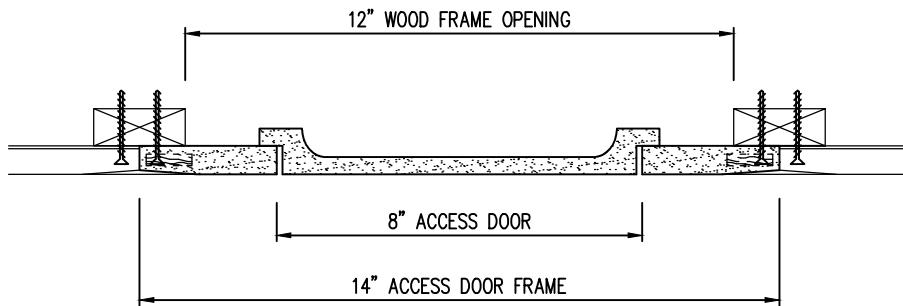 12” WOOD FRAME OPENING
8” ACCESS DOOR
14” ACCESS DOOR FRAME